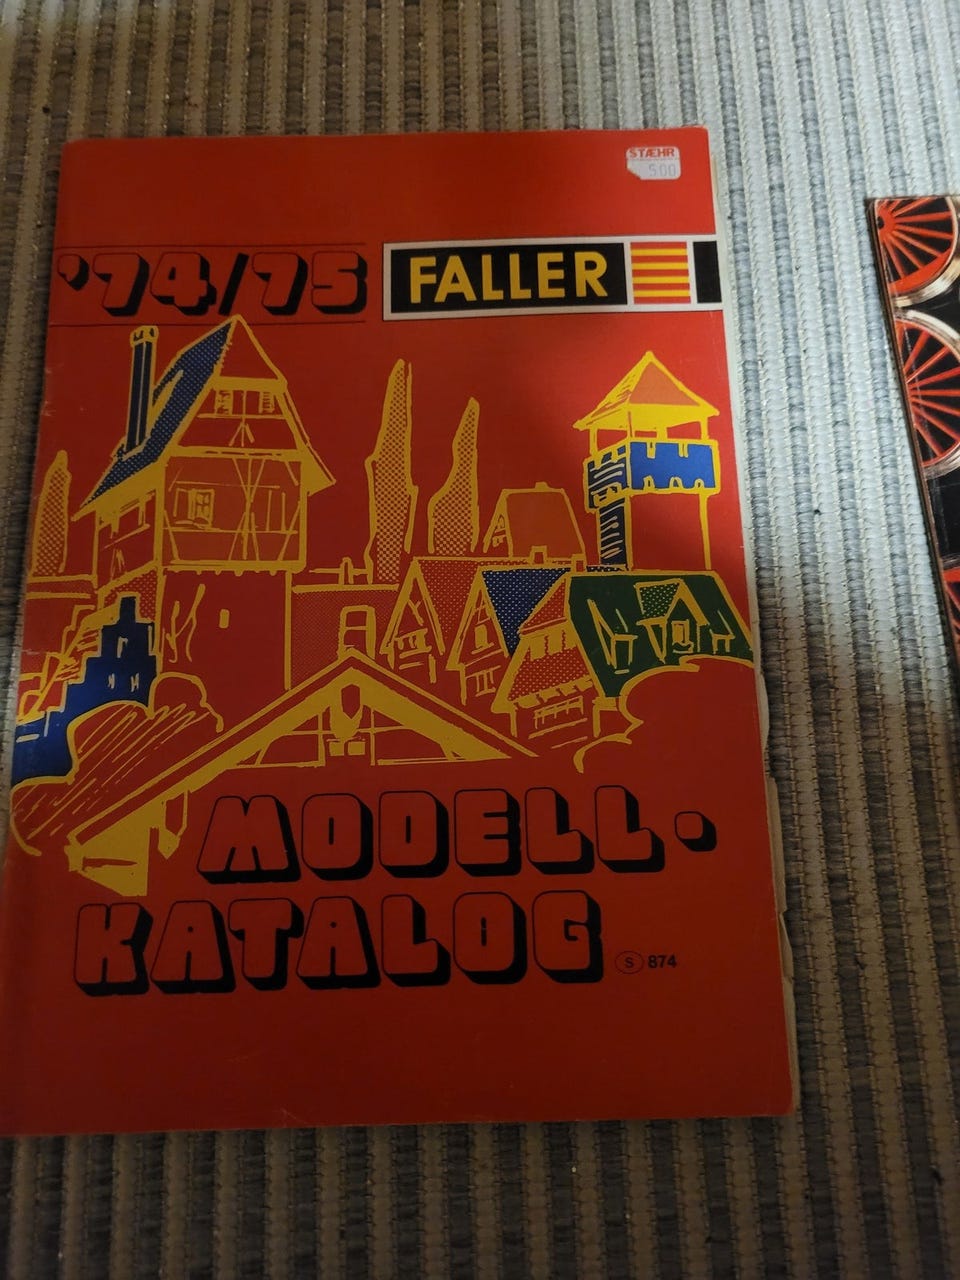 STÆHR
5.00
'74/75
FALLER
MODELL-
KATALOG
S 874